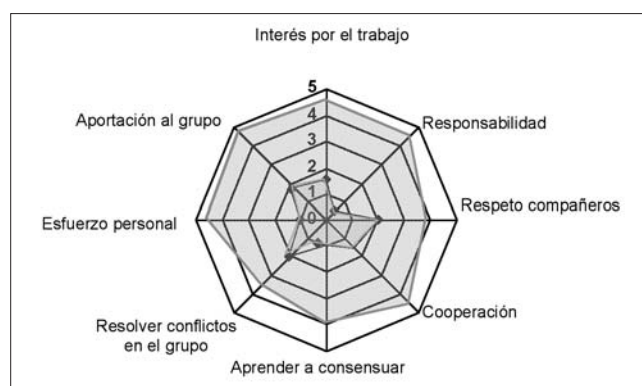 Interés por el trabajo
5
4
3
2
1
0
Aportación al grupo
Responsabilidad
Esfuerzo personal
Respeto compañeros
Resolver conflictos
en el grupo
Cooperación
Aprender a consensuar